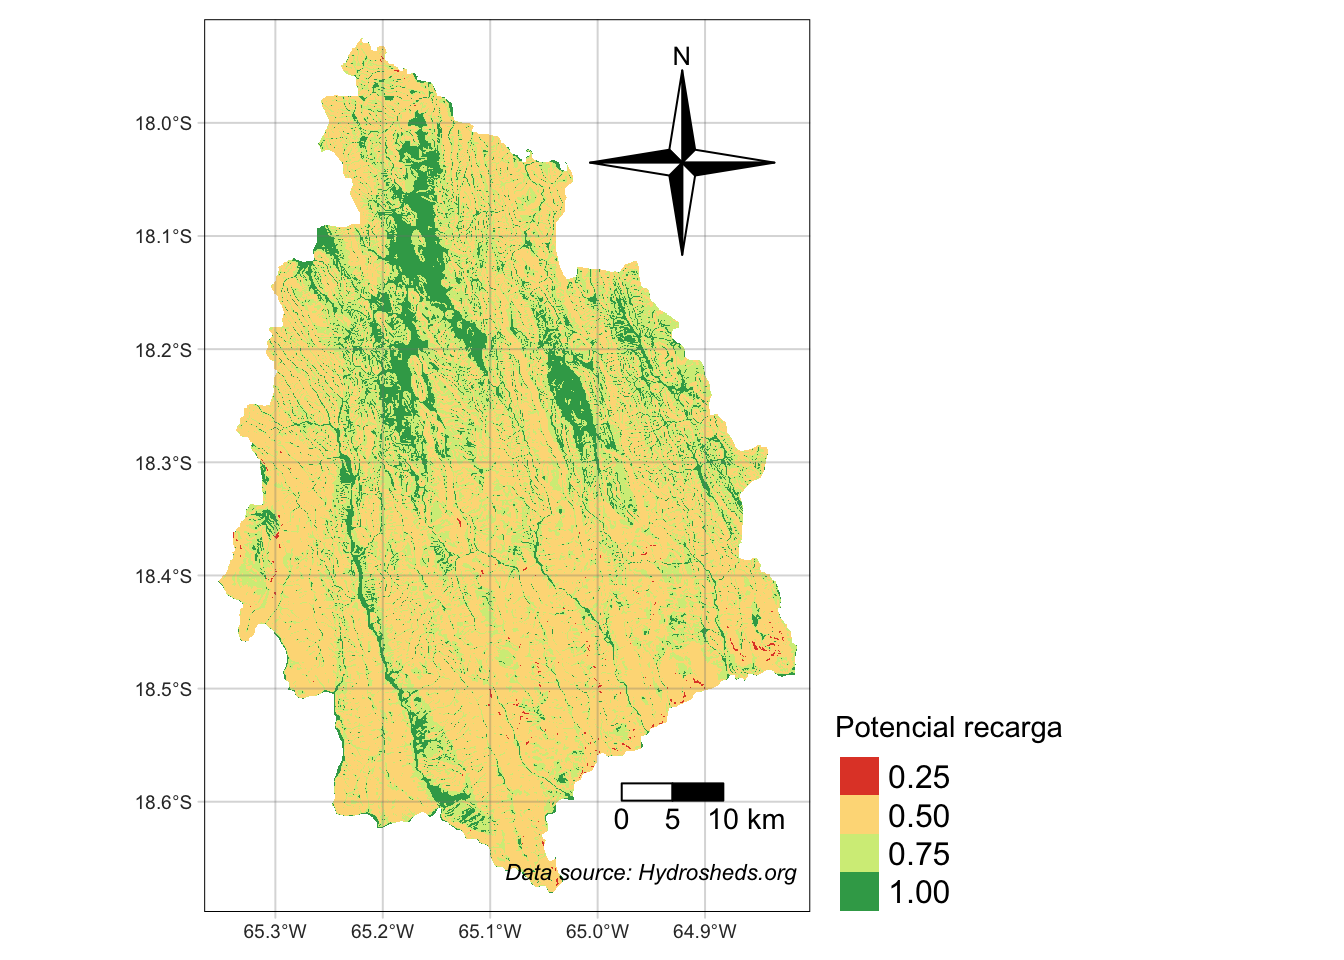 N
18.0°S
18.1°S
18.2°S
18.3°S
18.4°S
18.5°S
18.6°S
0 5 10 km
Data source: Hydrosheds.org
65.3°W 65.2°W 65.1°W 65.0°W 64.9°W
Potencial recarga
0.25
0.50
0.75
1.00